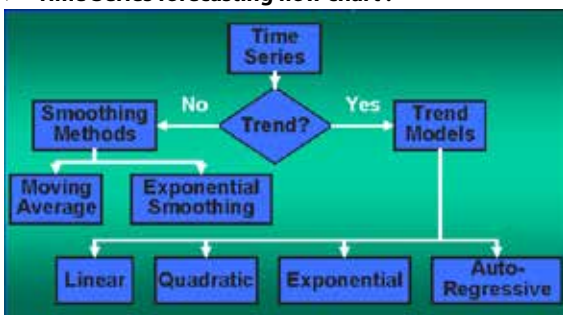 Time
Series
No
Yes
Smoothing
Methods
Trend?
Trend
Models
Moving
Average
Exponential
Smoothing
Linear
Quadratic
Exponential
Auto-
Regressive